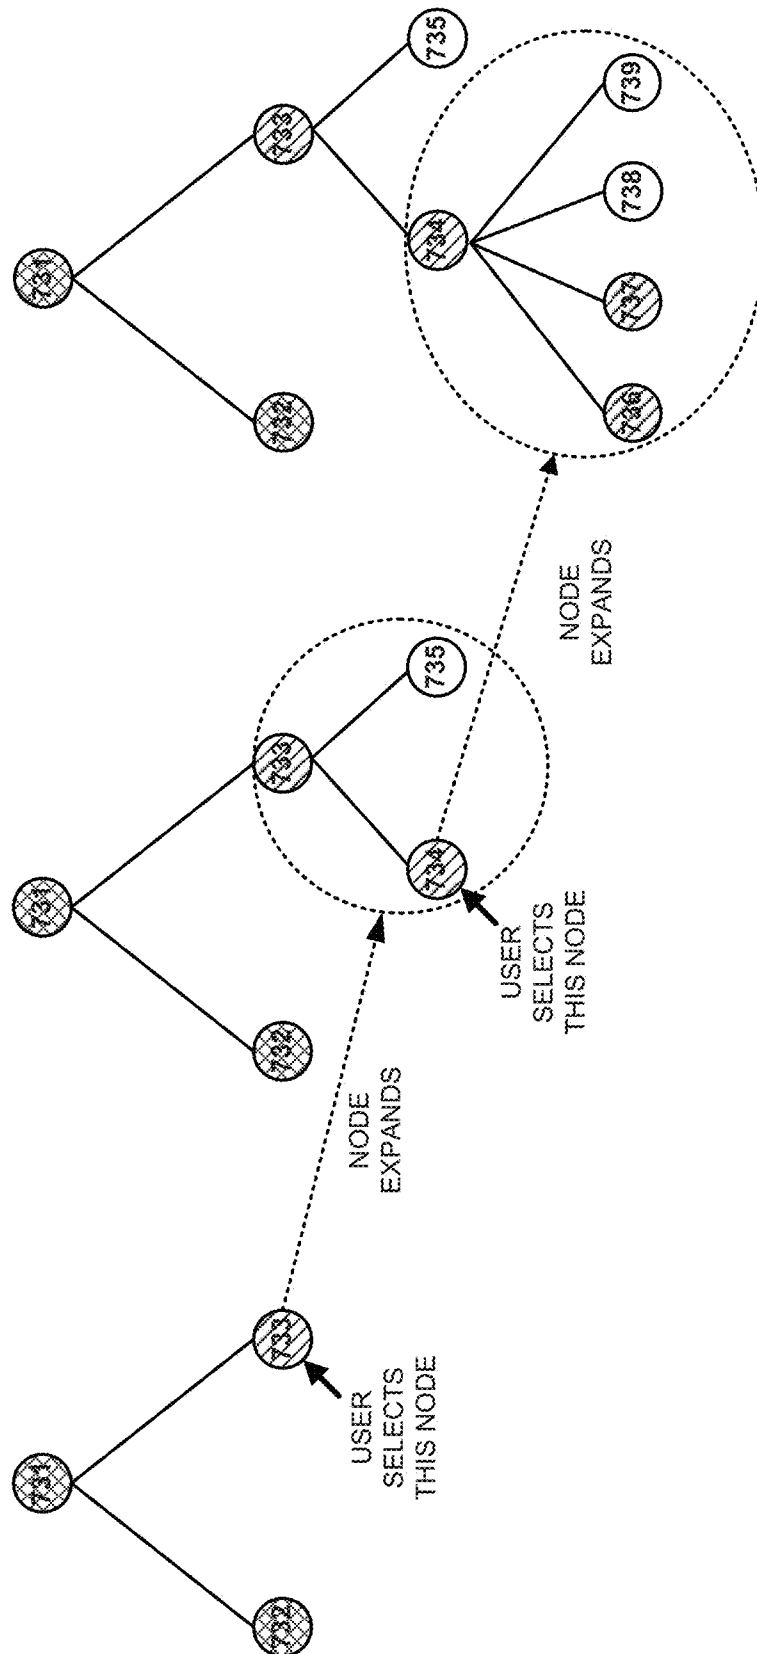 731
732
733
USER
SELECTS
THIS NODE
NODE
EXPANDS
731
732
733
734
735
USER
SELECTS
THIS NODE
NODE
EXPANDS
731
732
733
734
735
736
737
738
739